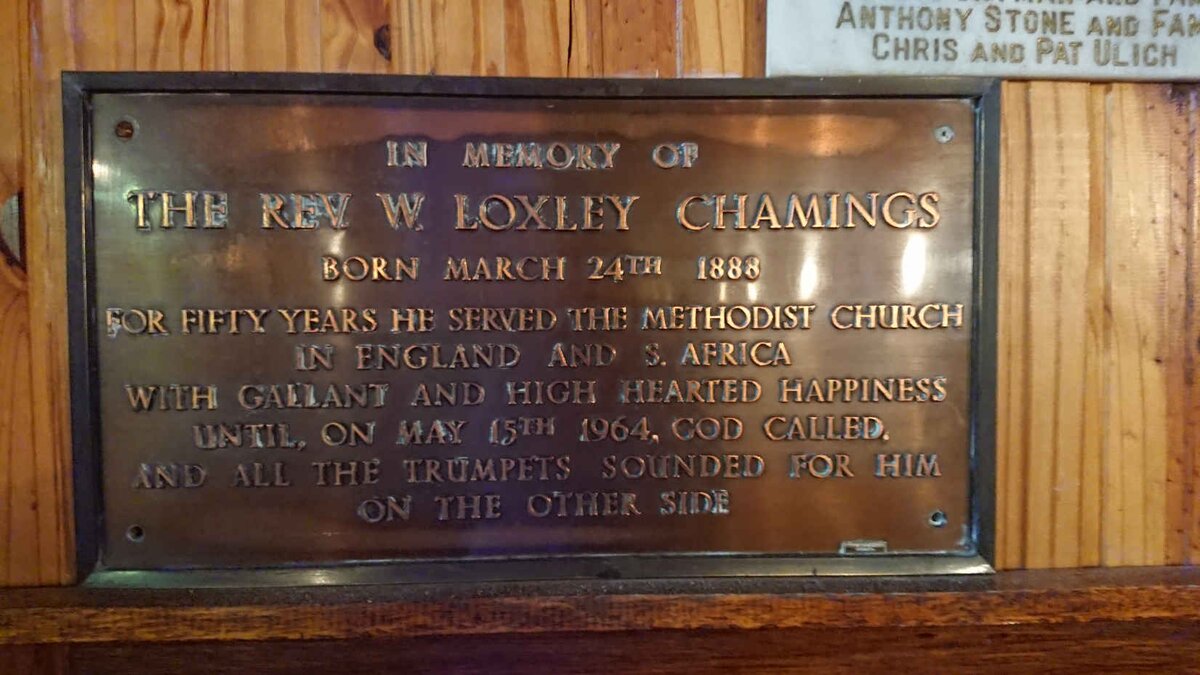 ANTHONY STONE AND
CHRIS AND PAT ULICH
IN MEMORY OF
THE REV. W. LOXLEY CHAMINGS
BORN MARCH 24TH 1888
FOR FIFTY YEARS HE SERVED THE METHODIST CHURCH
IN ENGLAND AND S. AFRICA
WITH GALLANT AND HIGH HEARTED HAPPINESS
UNTIL, ON MAY 15TH 1964, GOD CALLED.
AND ALL THE TRUMPETS SOUNDED FOR HIM
ON THE OTHER SIDE